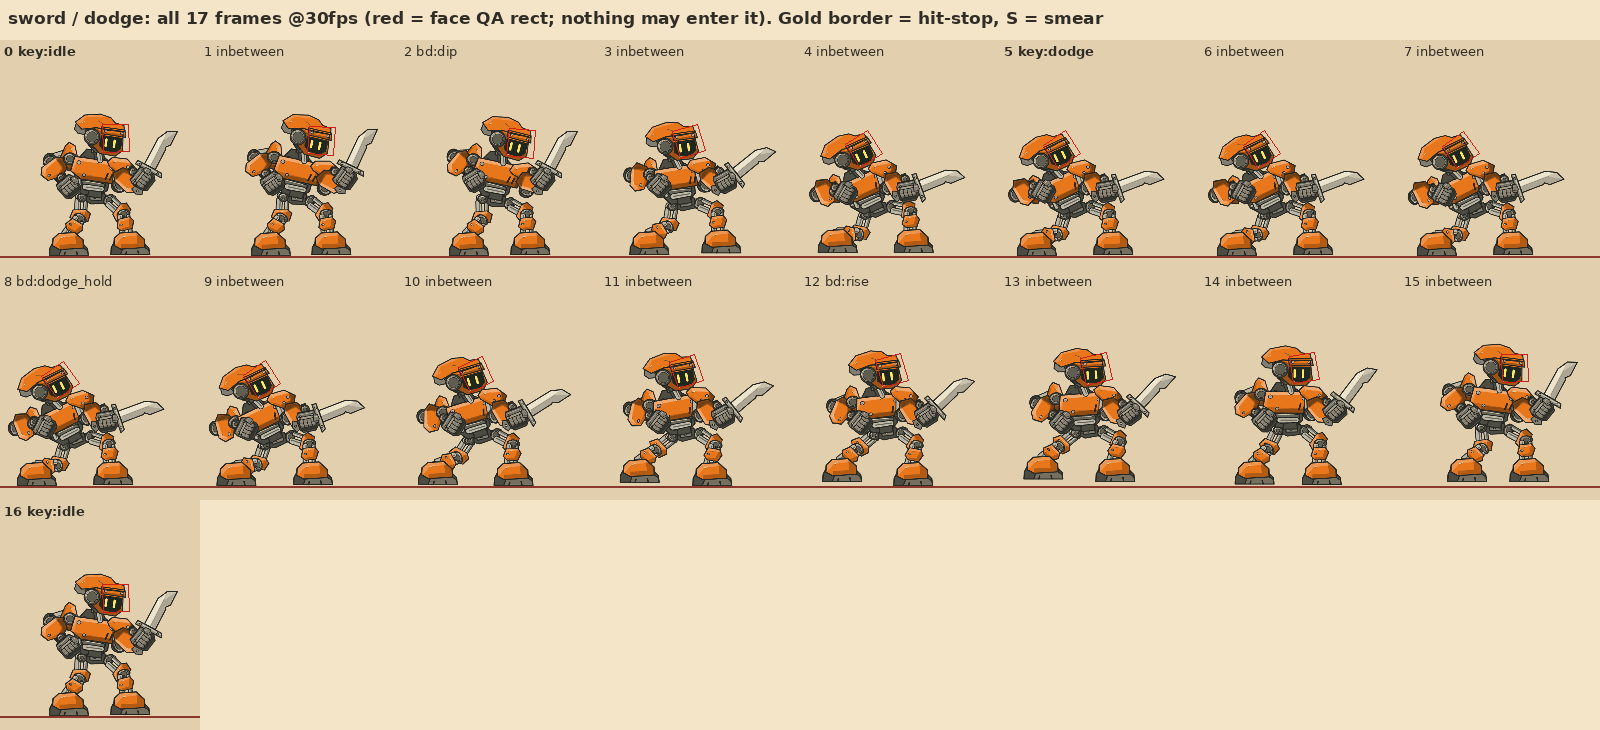 sword / dodge: all 17 frames @30fps (red = face QA rect; nothing may enter it). Gold border = hit-stop, S = smear
0 key:idle 1 inbetween 2 bd:dip 3 inbetween 4 inbetween 5 key:dodge 6 inbetween 7 inbetween
8 bd:dodge_hold 9 inbetween 10 inbetween 11 inbetween 12 bd:rise 13 inbetween 14 inbetween 15 inbetween
16 key:idle